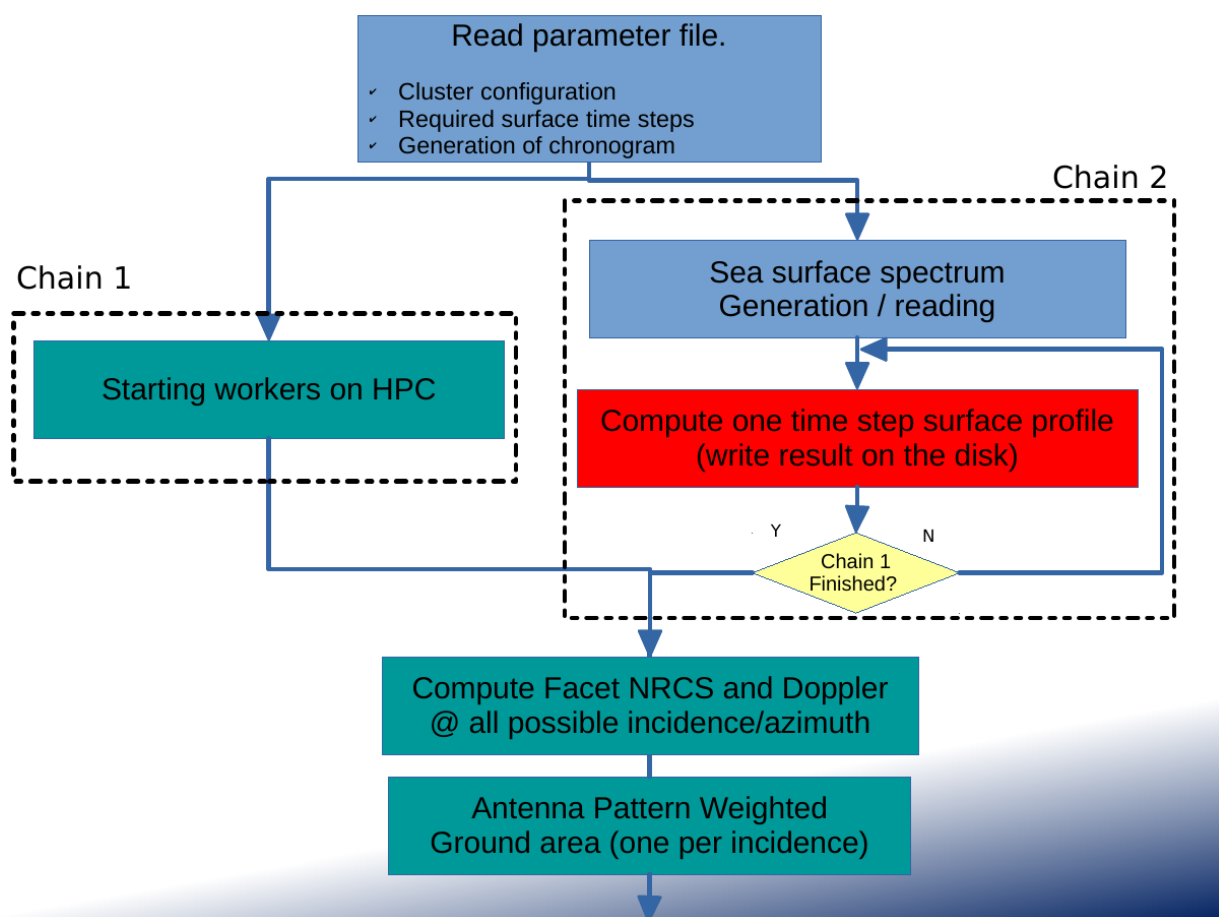 Read parameter file.
✔ Cluster configuration
✔ Required surface time steps
✔ Generation of chronogram
Chain 2
Sea surface spectrum
Generation / reading
Chain 1
Starting workers on HPC
Compute one time step surface profile
(write result on the disk)
Y
N
Chain 1
Finished?
Compute Facet NRCS and Doppler
@ all possible incidence/azimuth
Antenna Pattern Weighted
Ground area (one per incidence)